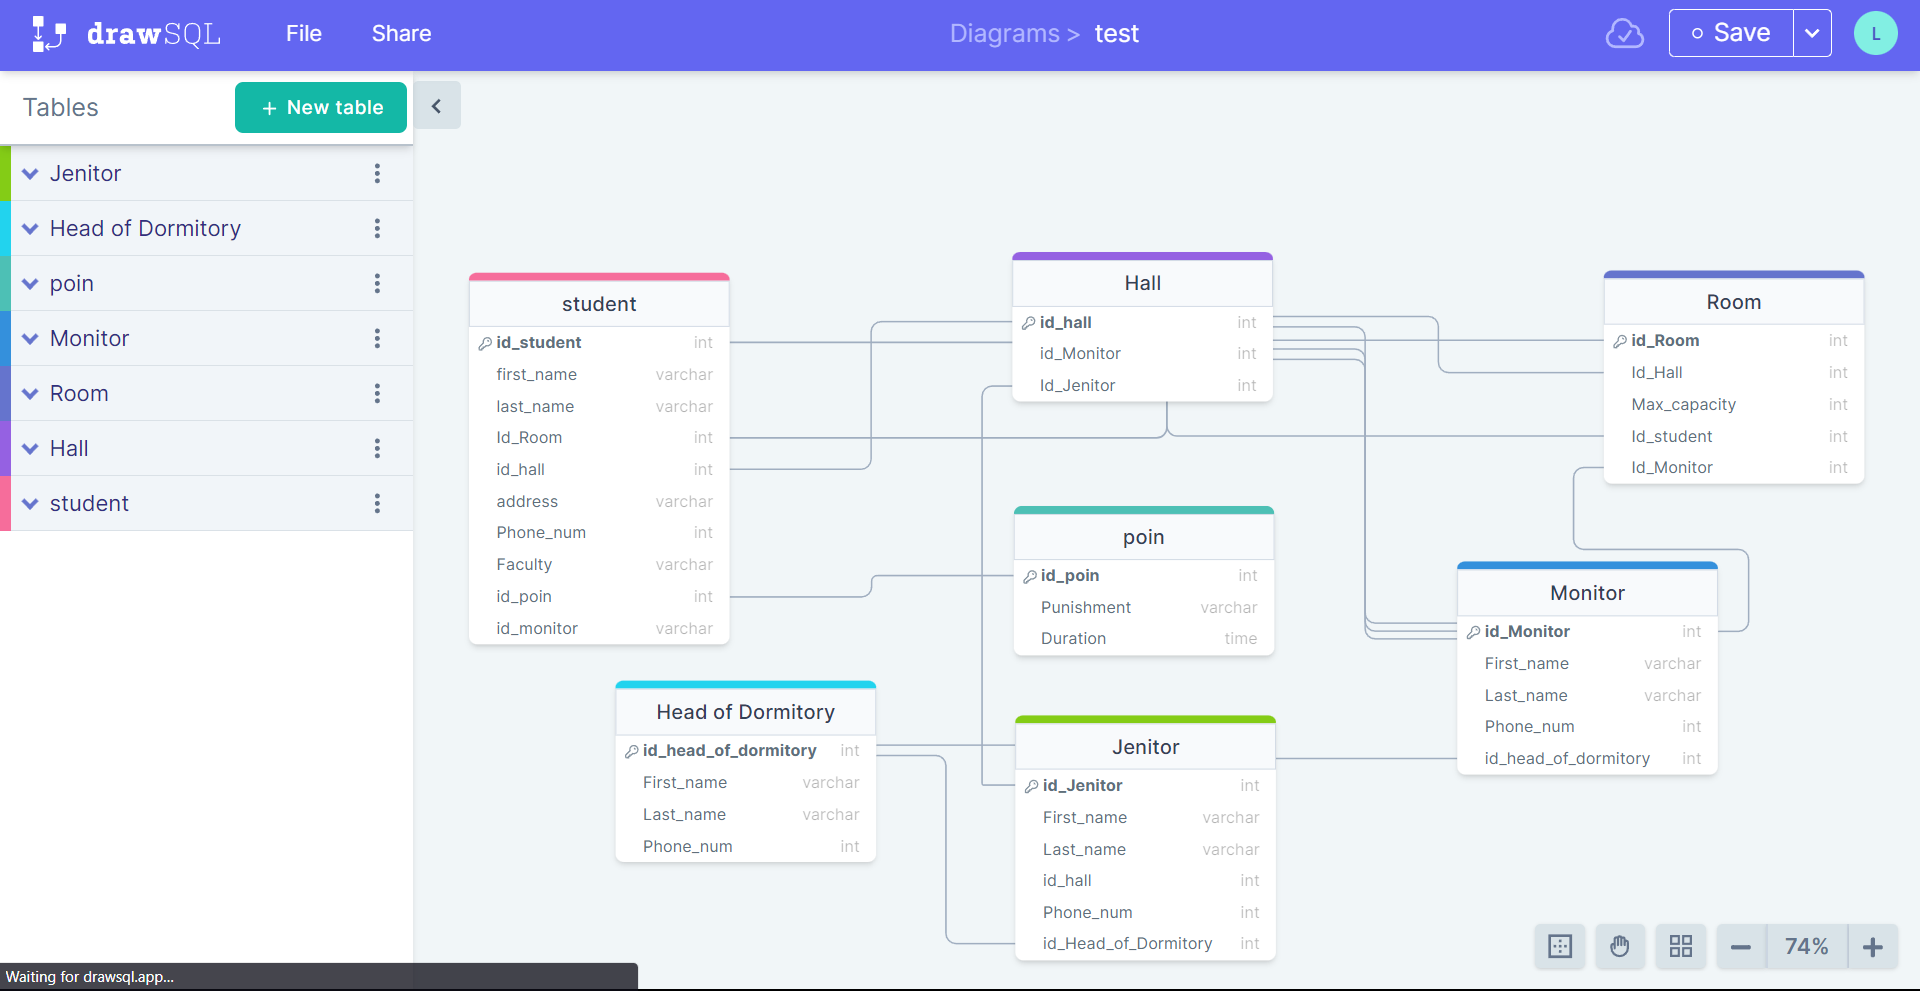 drawSQL
File
Share
Diagrams > test
Save
L
Tables
+ New table
Jenitor
Head of Dormitory
poin
Monitor
Room
Hall
student
student
id_student int
first_name varchar
last_name varchar
Id_Room int
id_hall int
address varchar
Phone_num int
Faculty varchar
id_poin int
id_monitor varchar
Hall
id_hall int
id_Monitor int
Id_Jenitor int
Room
id_Room int
Id_Hall int
Max_capacity int
Id_student int
Id_Monitor int
poin
id_poin int
Punishment varchar
Duration time
Monitor
id_Monitor int
First_name varchar
Last_name varchar
Phone_num int
id_head_of_dormitory int
Head of Dormitory
id_head_of_dormitory int
First_name varchar
Last_name varchar
Phone_num int
Jenitor
id_Jenitor int
First_name varchar
Last_name varchar
id_hall int
Phone_num int
id_Head_of_Dormitory int
74%
Waiting for drawsql.app...